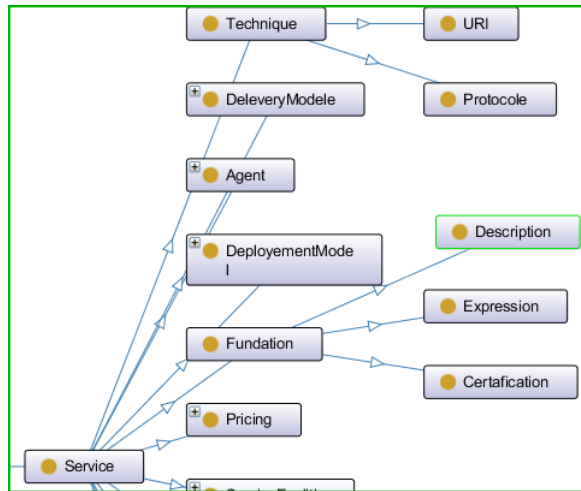 Technique
URI
DeleveryModele
Protocole
Agent
Description
DeployementMode
l
Expression
Fundation
Certafication
Pricing
Service